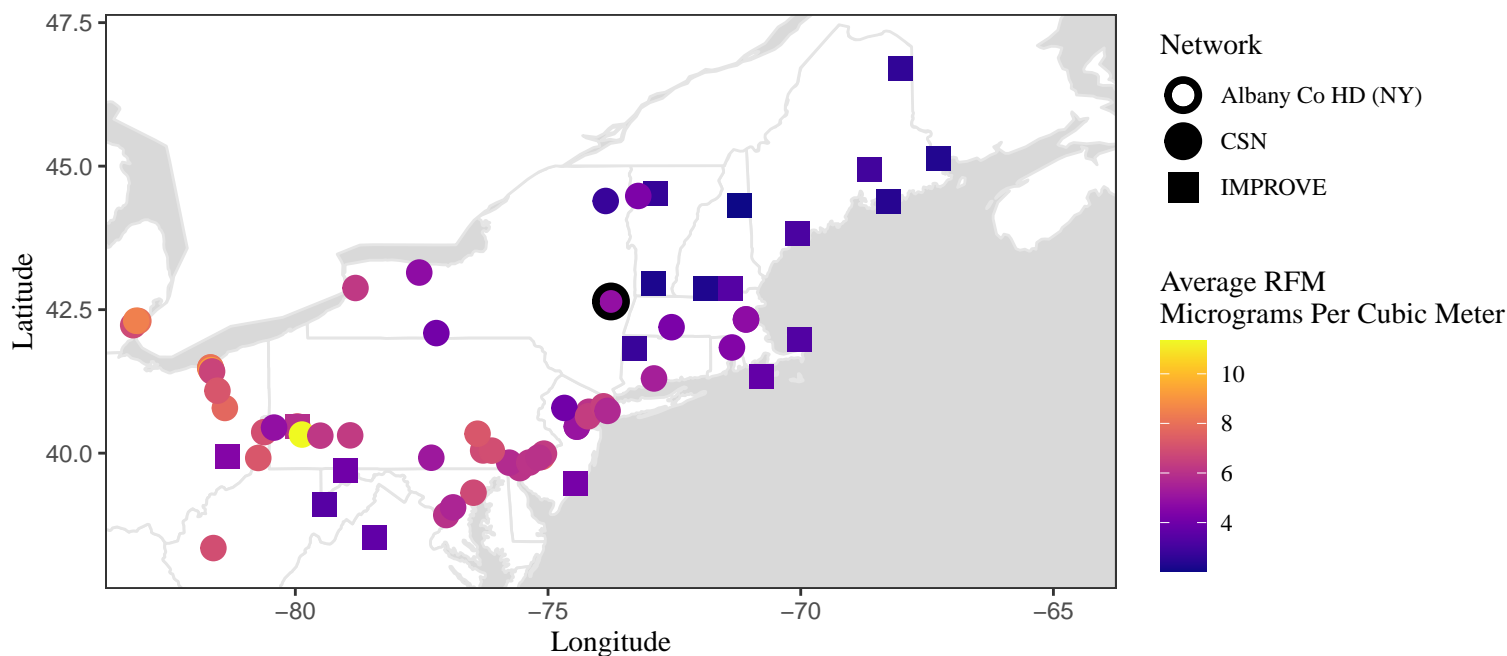 47.5
45.0
42.5
40.0
Latitude
−80
−75
−70
−65
Longitude
Network
Albany Co HD (NY)
CSN
IMPROVE
Average RFM
Micrograms Per Cubic Meter
10
8
6
4